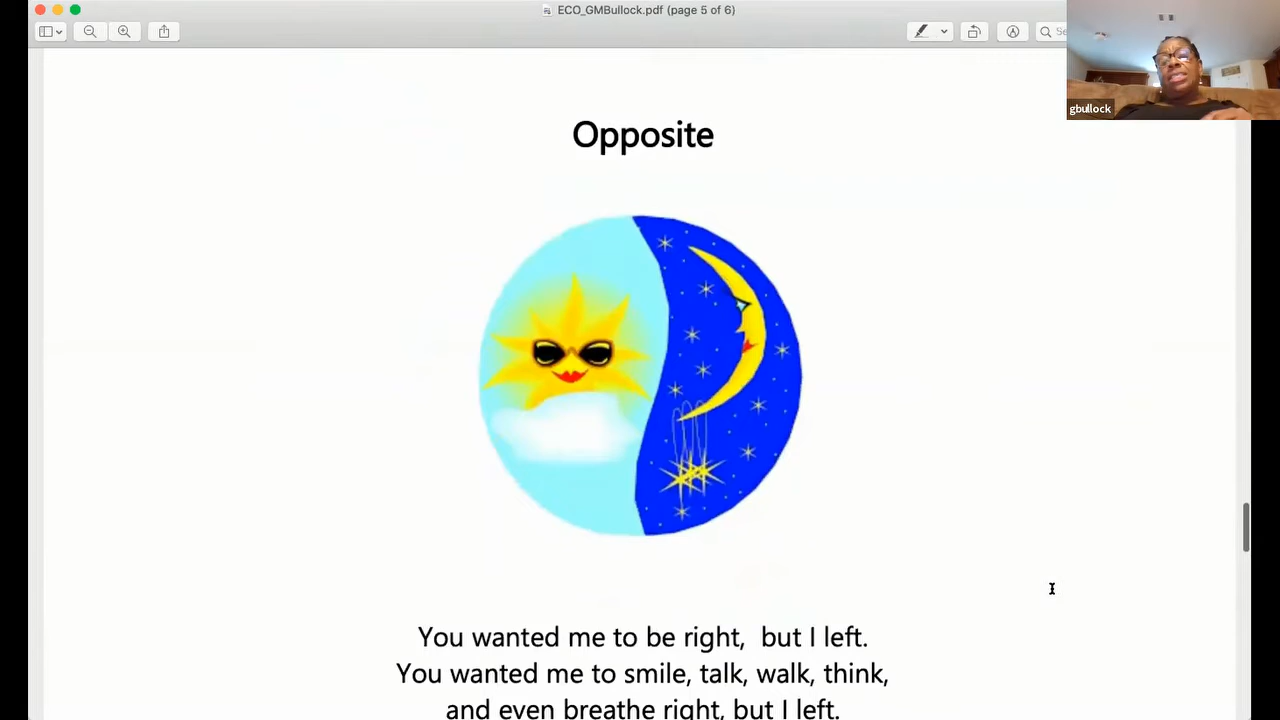 ECO_GMBullock.pdf (page 5 of 6)
gbullock
Opposite
You wanted me to be right,  but I left.
You wanted me to smile, talk, walk, think,
and even breathe right, but I left.